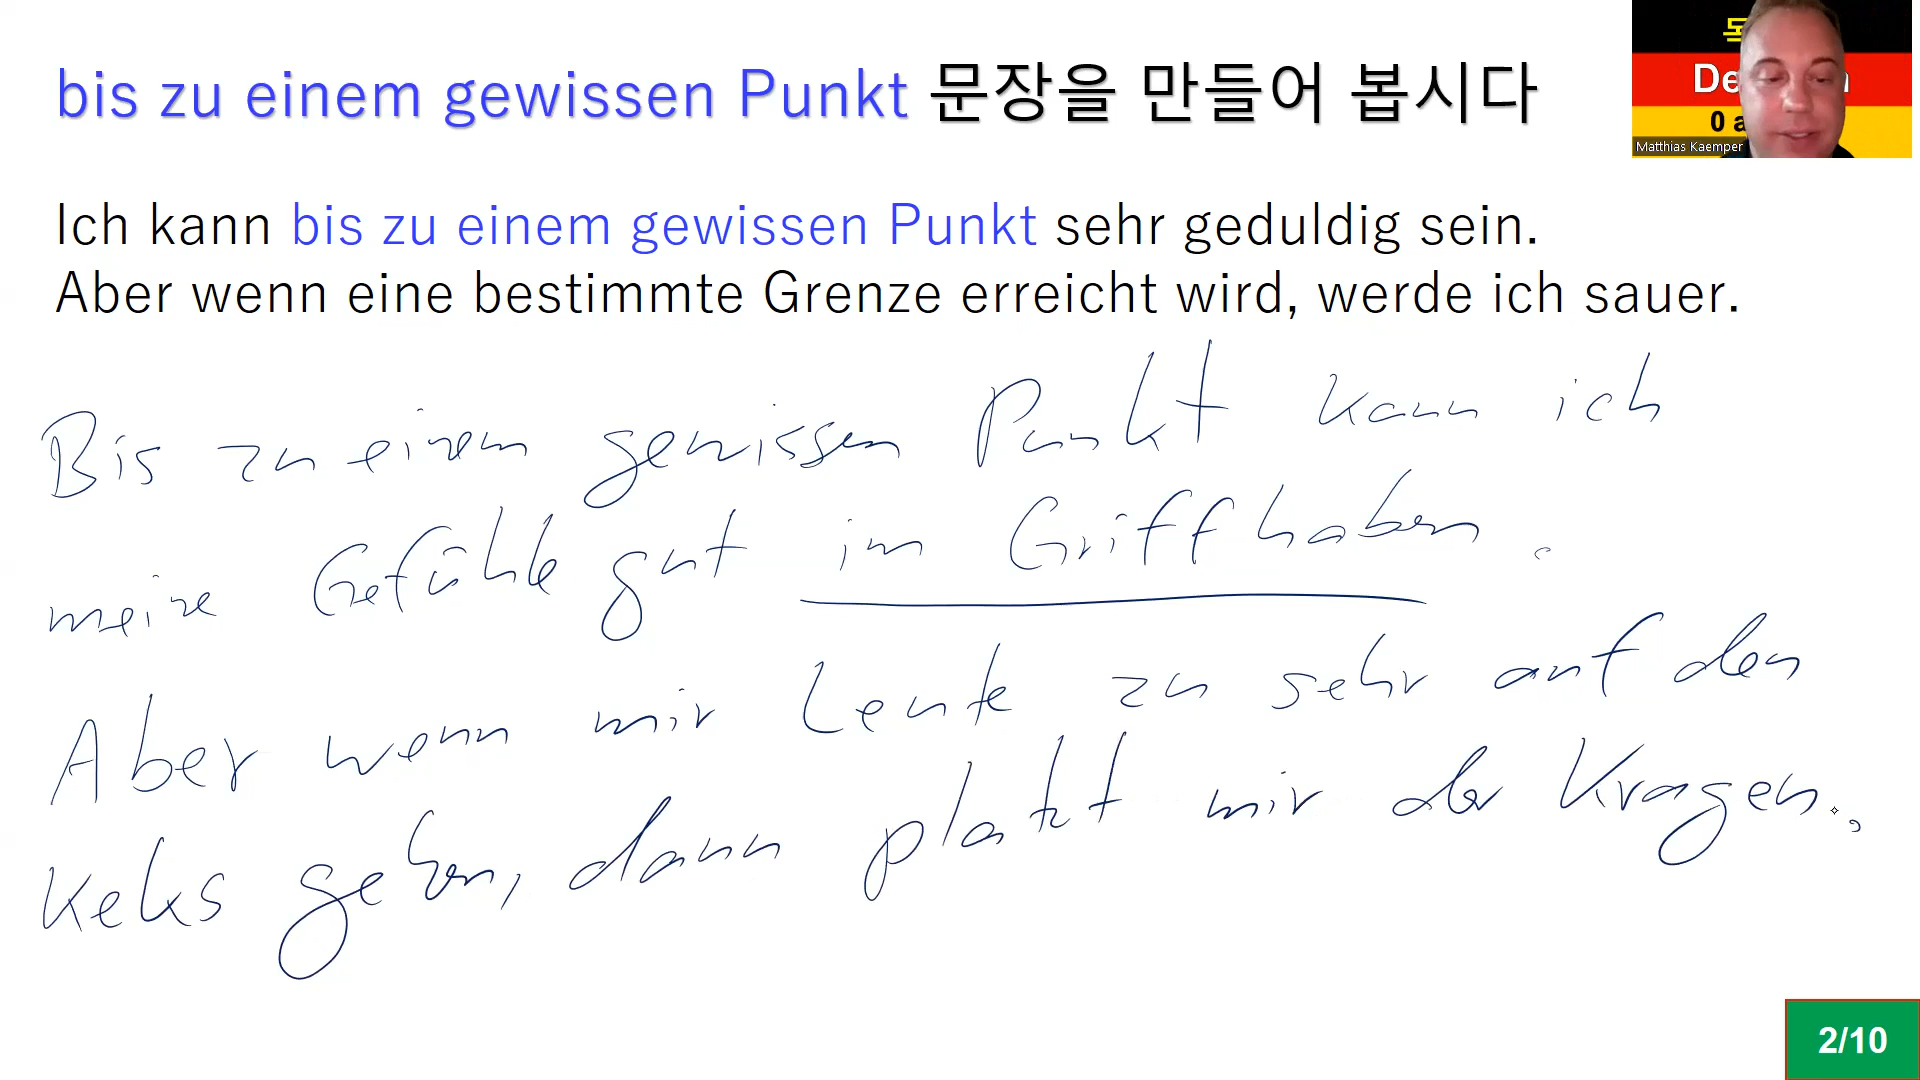 bis zu einem gewissen Punkt 문장을 만들어 봅시다
Ich kann bis zu einem gewissen Punkt sehr geduldig sein.
Aber wenn eine bestimmte Grenze erreicht wird, werde ich sauer.
Bis zu einem gewissen Punkt kann ich
meine Gefühle gut im Griff haben.
Aber wenn mir Leute zu sehr auf den
Keks gehen, dann platzt mir der Kragen.
Matthias Kaemper
2/10